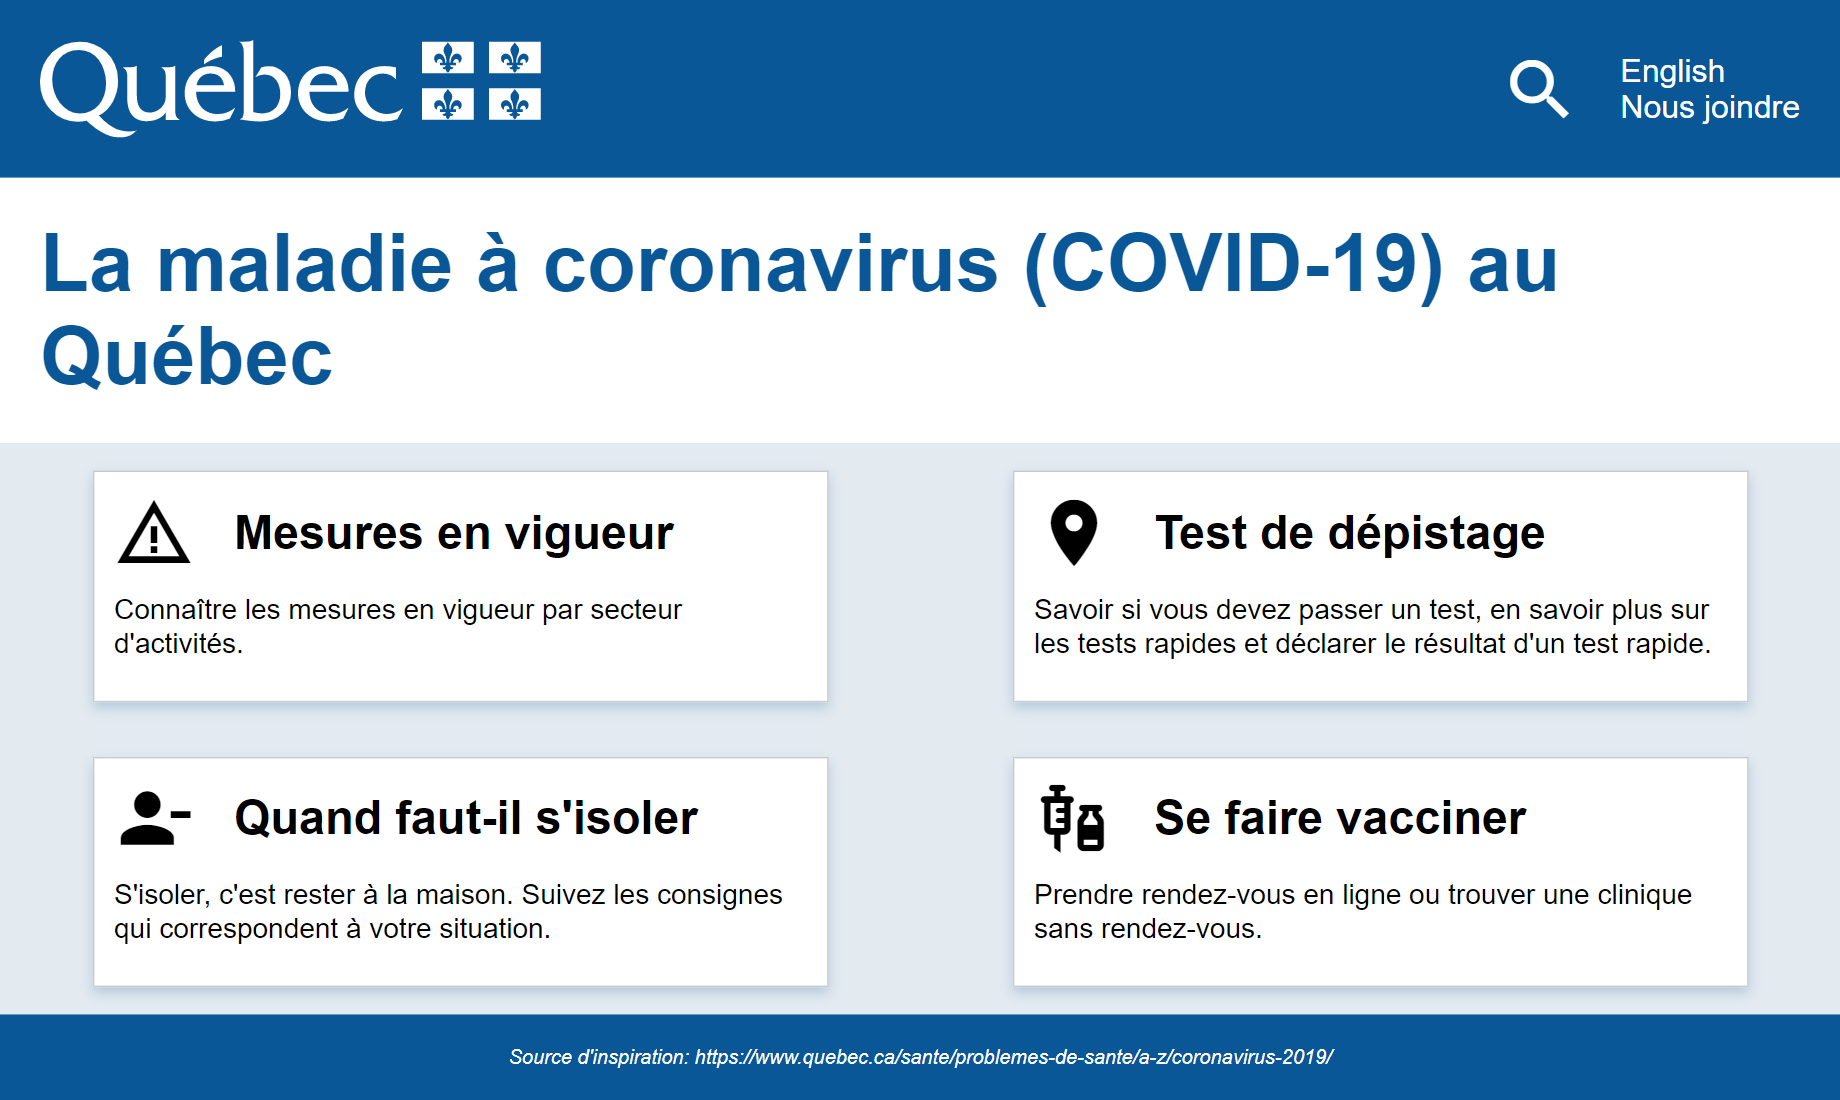 Québec
English
Nous joindre
La maladie à coronavirus (COVID-19) au
Québec
Mesures en vigueur
Connaître les mesures en vigueur par secteur
d'activités.
Test de dépistage
Savoir si vous devez passer un test, en savoir plus sur
les tests rapides et déclarer le résultat d'un test rapide.
Quand faut-il s'isoler
S'isoler, c'est rester à la maison. Suivez les consignes
qui correspondent à votre situation.
Se faire vacciner
Prendre rendez-vous en ligne ou trouver une clinique
sans rendez-vous.
Source d'inspiration: https://www.quebec.ca/sante/problemes-de-sante/a-z/coronavirus-2019/